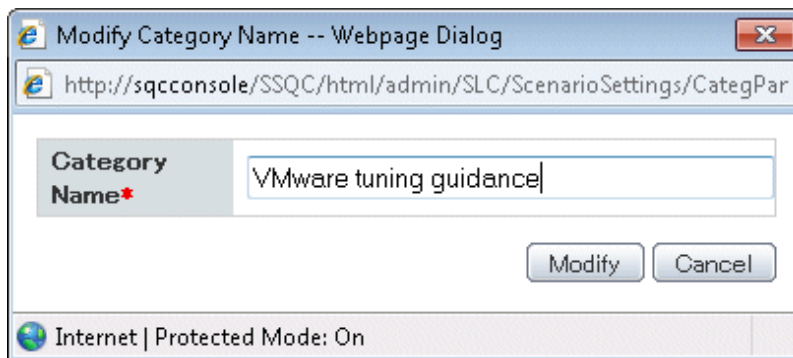 Modify Category Name -- Webpage Dialog
http://sqcconsole/SSQC/html/admin/SLC/ScenarioSettings/CategPar
Category
Name*
VMware tuning guidance
Modify Cancel
Internet | Protected Mode: On